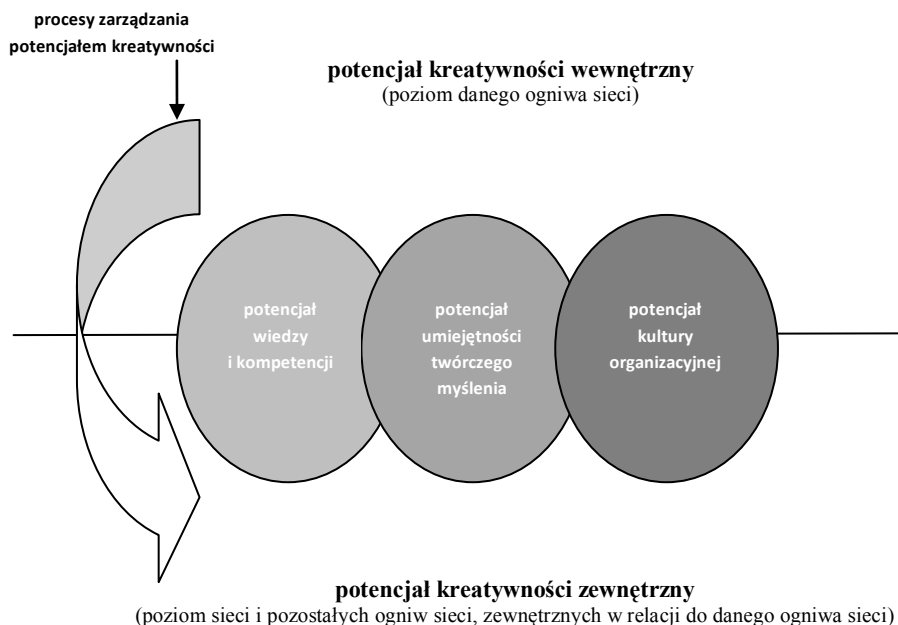 procesy zarządzania
potencjałem kreatywności
potencjał kreatywności wewnętrzny
(poziom danego ogniwa sieci)
potencjał
wiedzy
i kompetencji
potencjał
umiejętności
twórczego
myślenia
potencjał
kultury
organizacyjnej
potencjał kreatywności zewnętrzny
(poziom sieci i pozostałych ogniw sieci, zewnętrznych w relacji do danego ogniwa sieci)